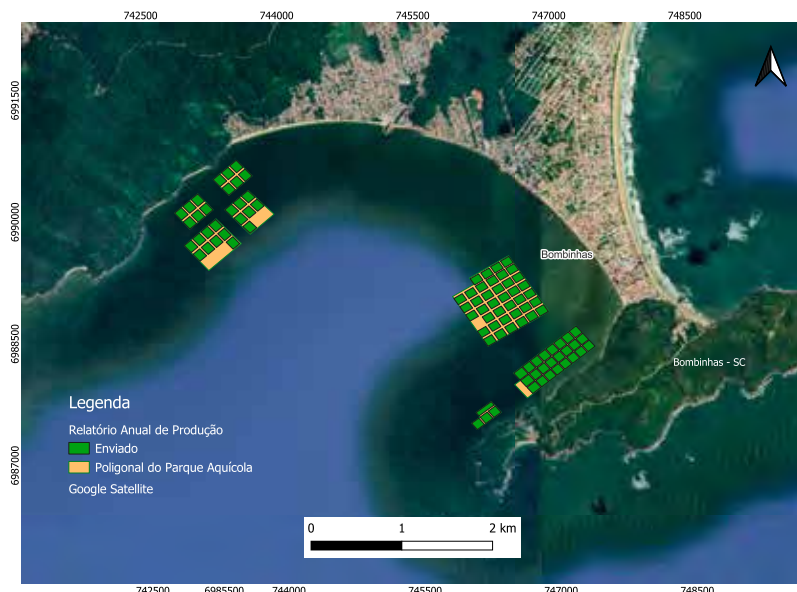 742500 744000 745500 747000 748500
6991500
6990000
6988500
6987000
Bombinhas
Bombinhas - SC
Legenda
Relatório Anual de Produção
Enviado
Poligonal do Parque Aquícola
Google Satellite
0 1 2 km
742500 6985500 744000 745500 747000 748500